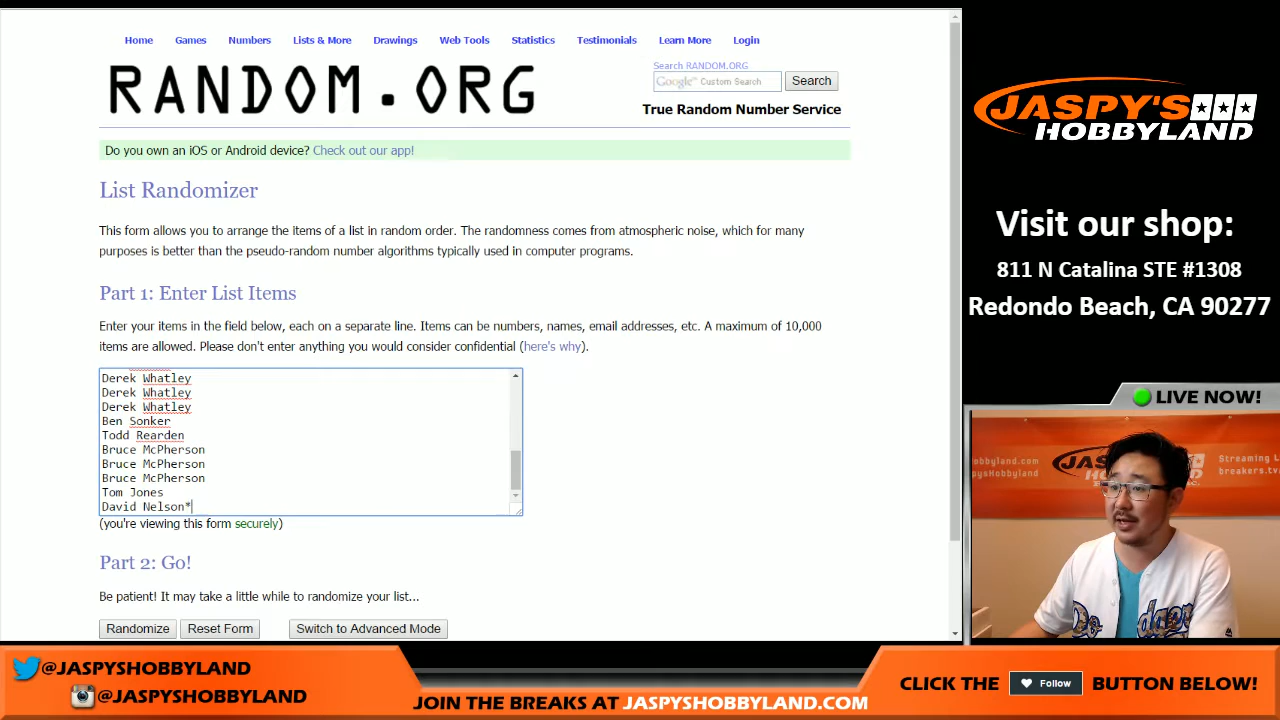 Home Games Numbers Lists & More Drawings Web Tools Statistics Testimonials Learn More Login
RANDOM.ORG
Search RANDOM.ORG
Google™ Custom Search Search
True Random Number Service
Do you own an iOS or Android device? Check out our app!
List Randomizer
This form allows you to arrange the items of a list in random order. The randomness comes from atmospheric noise, which for many
purposes is better than the pseudo-random number algorithms typically used in computer programs.
Part 1: Enter List Items
Enter your items in the field below, each on a separate line. Items can be numbers, names, email addresses, etc. A maximum of 10,000
items are allowed. Please don't enter anything you would consider confidential (here's why).
Derek Whatley
Derek Whatley
Derek Whatley
Ben Sonker
Todd Rearden
Bruce McPherson
Bruce McPherson
Bruce McPherson
Tom Jones
David Nelson*
(you're viewing this form securely)
Part 2: Go!
Be patient! It may take a little while to randomize your list...
Randomize Reset Form Switch to Advanced Mode
JASPY'S
HOBBYLAND
Visit our shop:
811 N Catalina STE #1308
Redondo Beach, CA 90277
LIVE NOW!
@JASPYSHOBBYLAND
@JASPYSHOBBYLAND
JOIN THE BREAKS AT JASPYSHOBBYLAND.COM
CLICK THE Follow BUTTON BELOW!